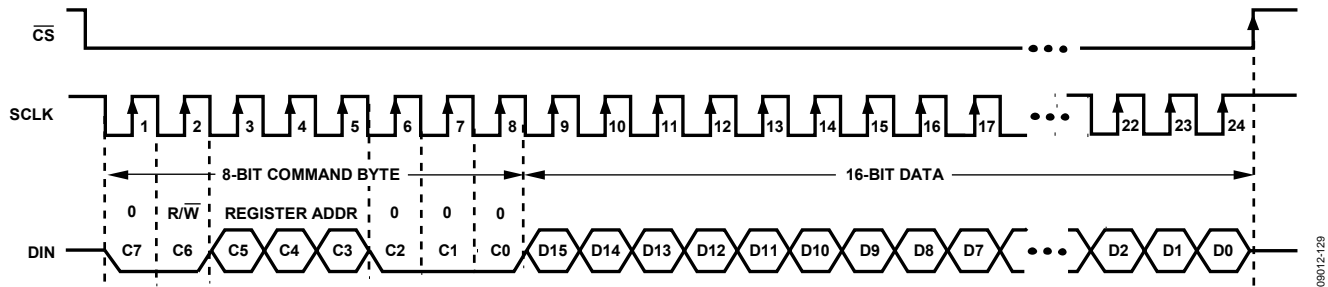 CS
SCLK
1 2 3 4 5 6 7 8 9 10 11 12 13 14 15 16 17 22 23 24
8-BIT COMMAND BYTE 16-BIT DATA
0 R/W REGISTER ADDR 0 0 0
DIN C7 C6 C5 C4 C3 C2 C1 C0 D15 D14 D13 D12 D11 D10 D9 D8 D7 D2 D1 D0
09012-129